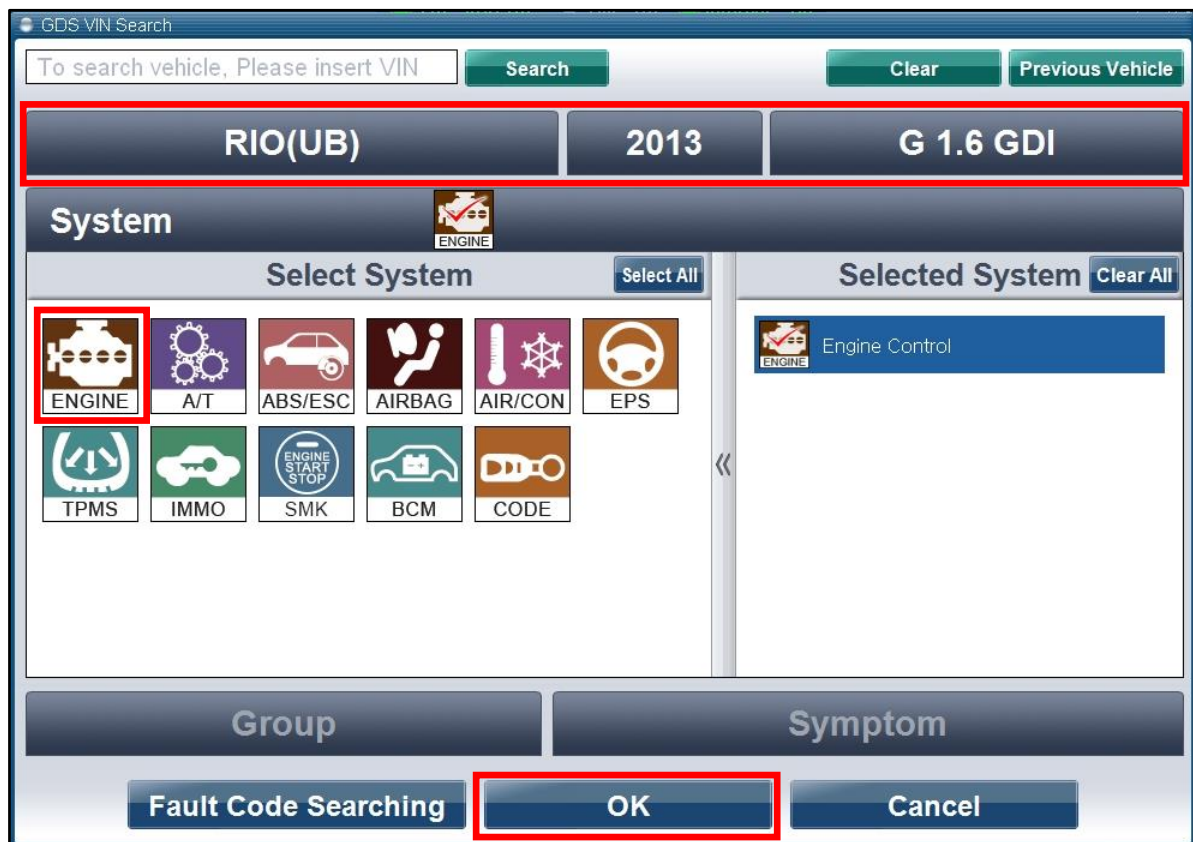 GDS VIN Search
To search vehicle, Please insert VIN Search Clear Previous Vehicle
RIO(UB) 2013 G 1.6 GDI
System ENGINE
Select System Select All Selected System Clear All
ENGINE Engine Control
ENGINE A/T ABS/ESC AIRBAG AIR/CON EPS
ENGINE
START
STOP
TPMS IMMO SMK BCM CODE
«
Group Symptom
Fault Code Searching OK Cancel